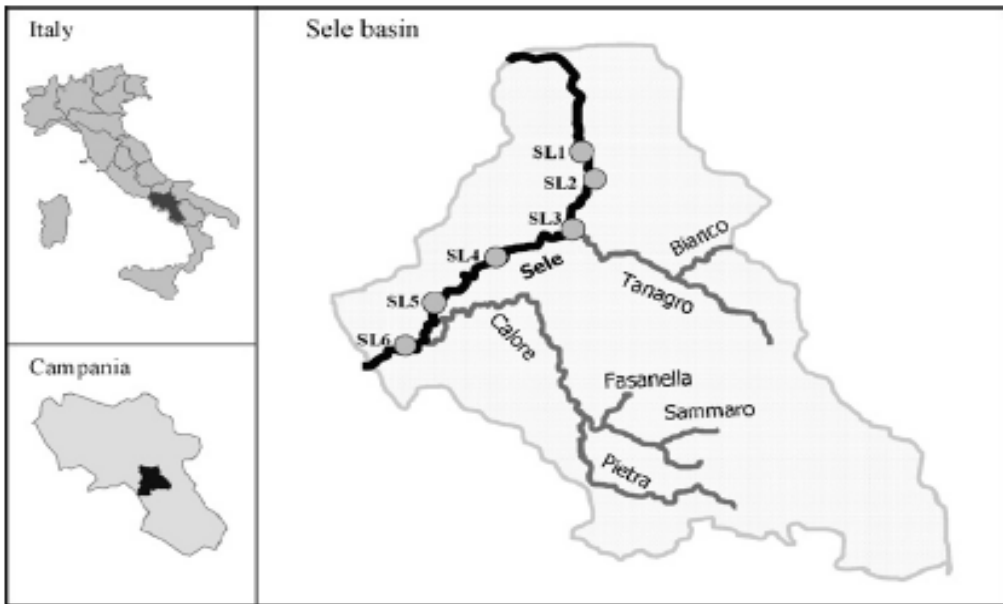 Italy
Sele basin
SL1
SL2
SL3
Bianco
SL4
Sele
Tanagro
SL5
Calore
SL6
Campania
Fasanella
Sammaro
Pietra